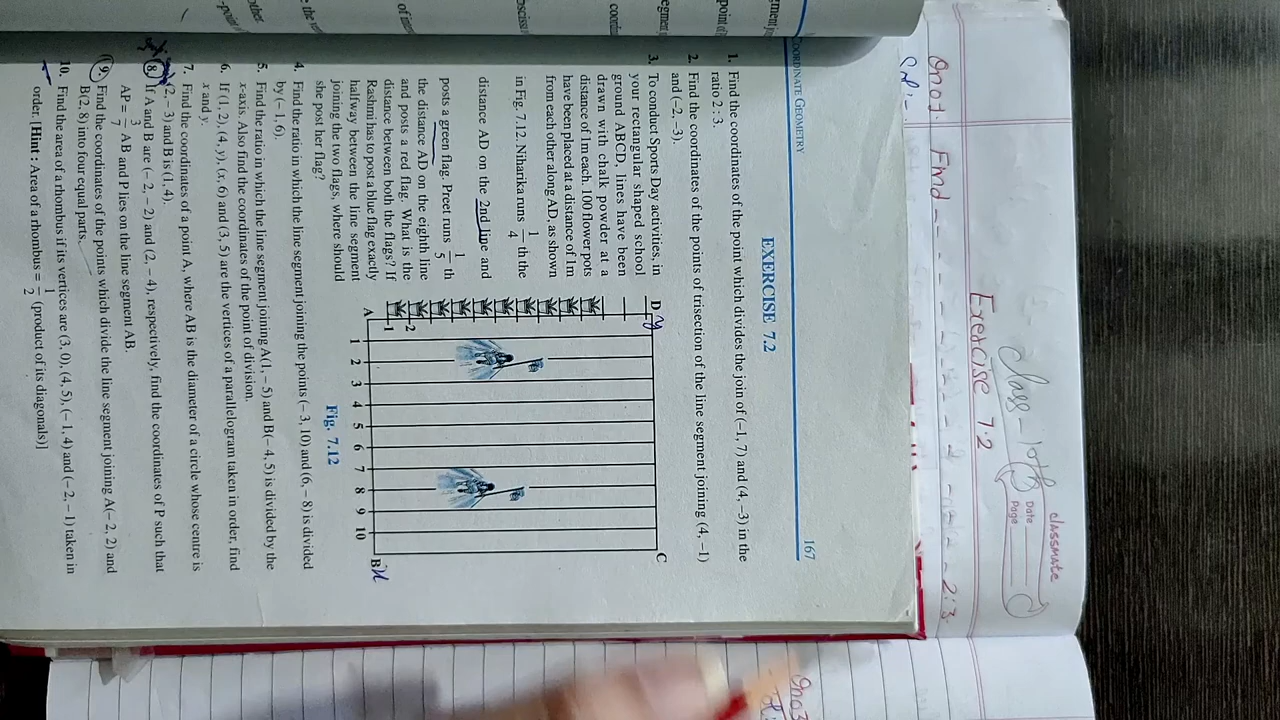 classmate
Date
Page
Class - 10th
Exercise 7.2
Qno1. Find - - - - - - - - - - - 2:3.
Sol:-
COORDINATE GEOMETRY 167
EXERCISE 7.2
1. Find the coordinates of the point which divides the join of (–1, 7) and (4, –3) in the
ratio 2 : 3.
2. Find the coordinates of the points of trisection of the line segment joining (4, –1)
and (–2, –3).
3. To conduct Sports Day activities, in
your rectangular shaped school
ground ABCD, lines have been
drawn with chalk powder at a
distance of 1m each. 100 flower pots
have been placed at a distance of 1m
from each other along AD, as shown
in Fig. 7.12. Niharika runs 1/4 th the
distance AD on the 2nd line and
posts a green flag. Preet runs 1/5 th
the distance AD on the eighth line
and posts a red flag. What is the
distance between both the flags? If
Rashmi has to post a blue flag exactly
halfway between the line segment
joining the two flags, where should
she post her flag?
D y C
2
1
A B x
1 2 3 4 5 6 7 8 9 10
Fig. 7.12
4. Find the ratio in which the line segment joining the points (– 3, 10) and (6, – 8) is divided
by (– 1, 6).
5. Find the ratio in which the line segment joining A(1, – 5) and B(– 4, 5) is divided by the
x-axis. Also find the coordinates of the point of division.
6. If (1, 2), (4, y), (x, 6) and (3, 5) are the vertices of a parallelogram taken in order, find
x and y.
7. Find the coordinates of a point A, where AB is the diameter of a circle whose centre is
(2, – 3) and B is (1, 4).
8. If A and B are (– 2, – 2) and (2, – 4), respectively, find the coordinates of P such that
AP = 3/7 AB and P lies on the line segment AB.
9. Find the coordinates of the points which divide the line segment joining A(– 2, 2) and
B(2, 8) into four equal parts.
10. Find the area of a rhombus if its vertices are (3, 0), (4, 5), (– 1, 4) and (– 2, – 1) taken in
order. [Hint : Area of a rhombus = 1/2 (product of its diagonals)]
Qno3